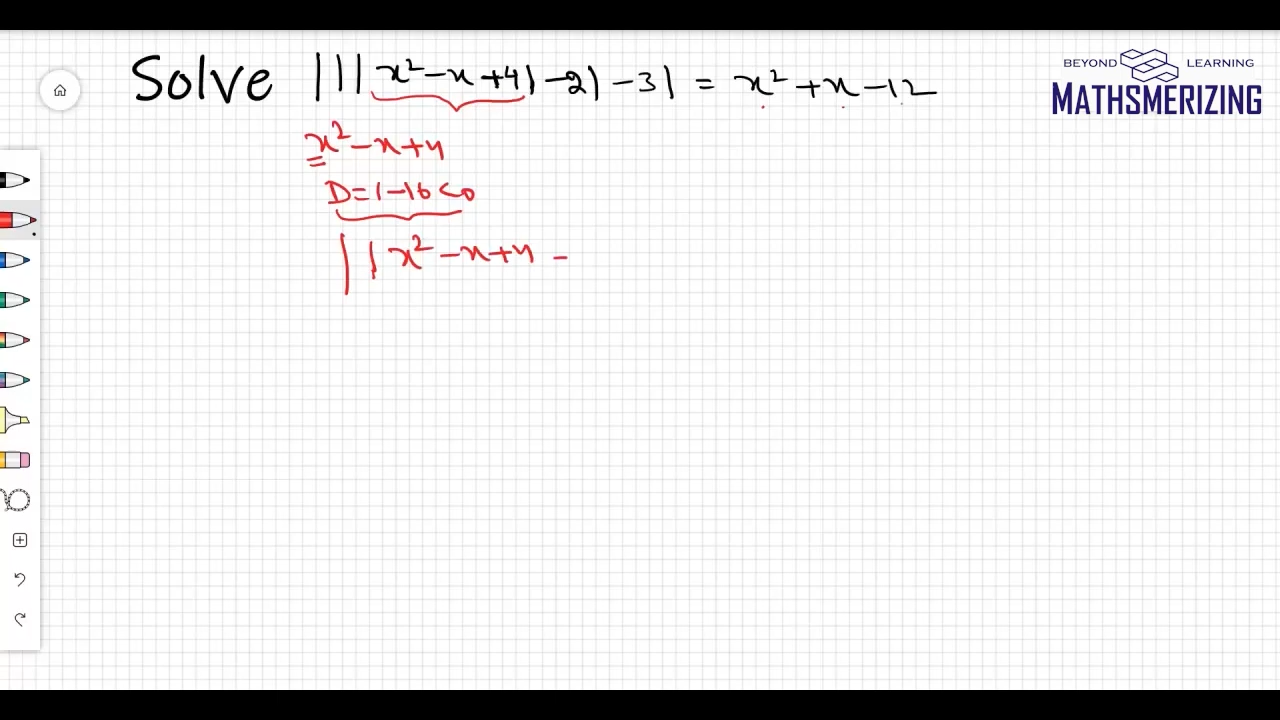 Solve |||x² - x + 4| - 2| - 3| = x² + x - 12
BEYOND LEARNING
MATHSMERIZING
x² - x + 4
D = 1 - 16 < 0
||x² - x + 4 -